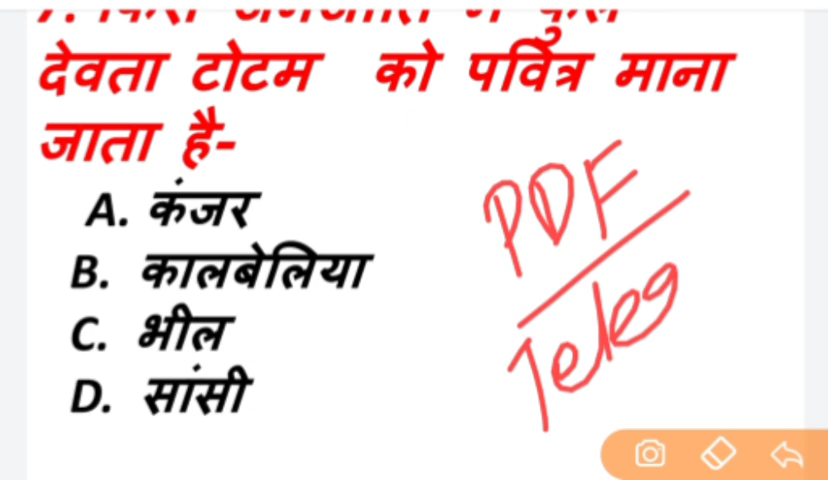 देवता टोटम को पवित्र माना
जाता है-
A. कंजर
B. कालबेलिया
C. भील
D. सांसी
PDF
Teleg